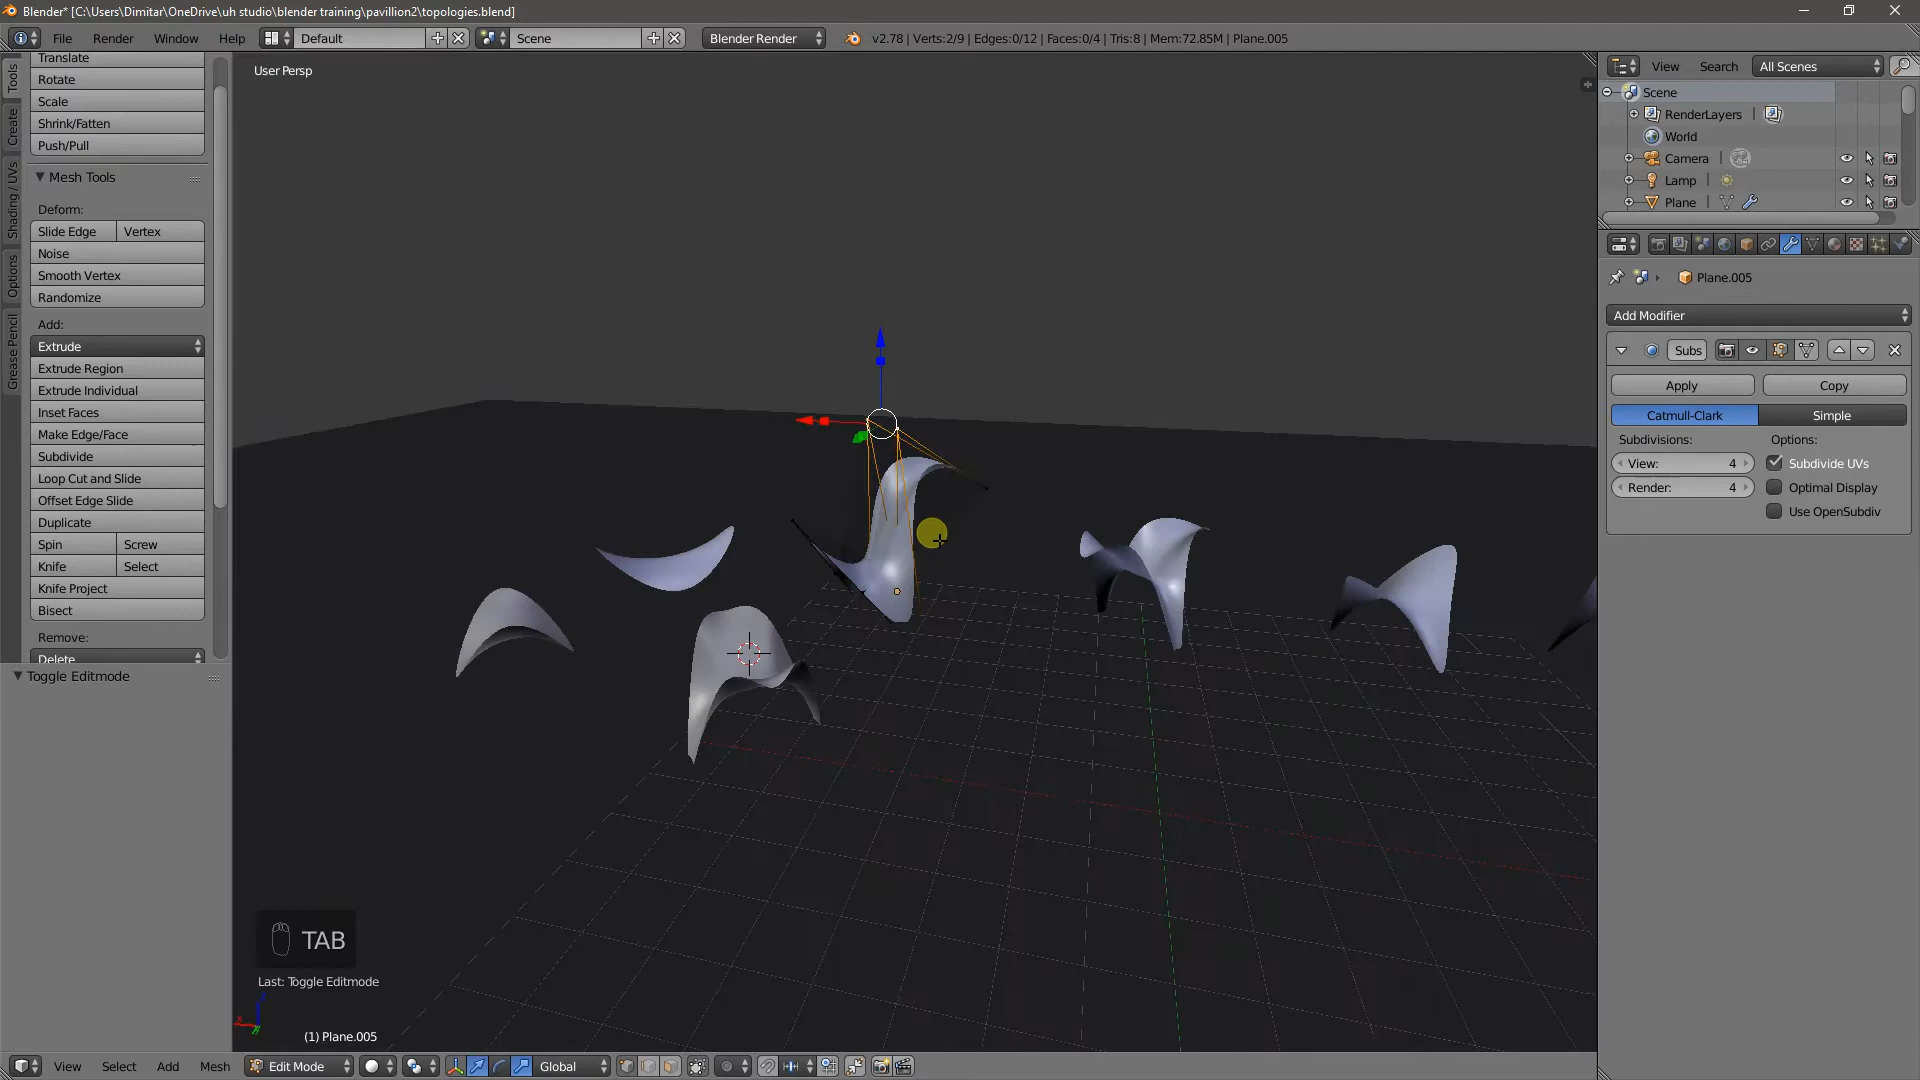 Blender* [C:\Users\Dimitar\OneDrive\uh studio\blender training\pavillion2\topologies.blend]
File Render Window Help Default Scene Blender Render v2.78 | Verts:2/9 | Edges:0/12 | Faces:0/4 | Tris:8 | Mem:72.85M | Plane.005
View Search All Scenes
Tools
Create
Shading / UVs
Options
Grease Pencil
Translate
Rotate
Scale
Shrink/Fatten
Push/Pull
Mesh Tools
Deform:
Slide Edge Vertex
Noise
Smooth Vertex
Randomize
Add:
Extrude
Extrude Region
Extrude Individual
Inset Faces
Make Edge/Face
Subdivide
Loop Cut and Slide
Offset Edge Slide
Duplicate
Spin Screw
Knife Select
Knife Project
Bisect
Remove:
Delete
Toggle Editmode
User Persp
TAB
Last: Toggle Editmode
(1) Plane.005
View Select Add Mesh Edit Mode Global
Scene
RenderLayers |
World
Camera |
Lamp |
Plane |
Plane.005
Add Modifier
Subs
Apply Copy
Catmull-Clark Simple
Subdivisions: Options:
View: 4 Subdivide UVs
Render: 4 Optimal Display
Use OpenSubdiv